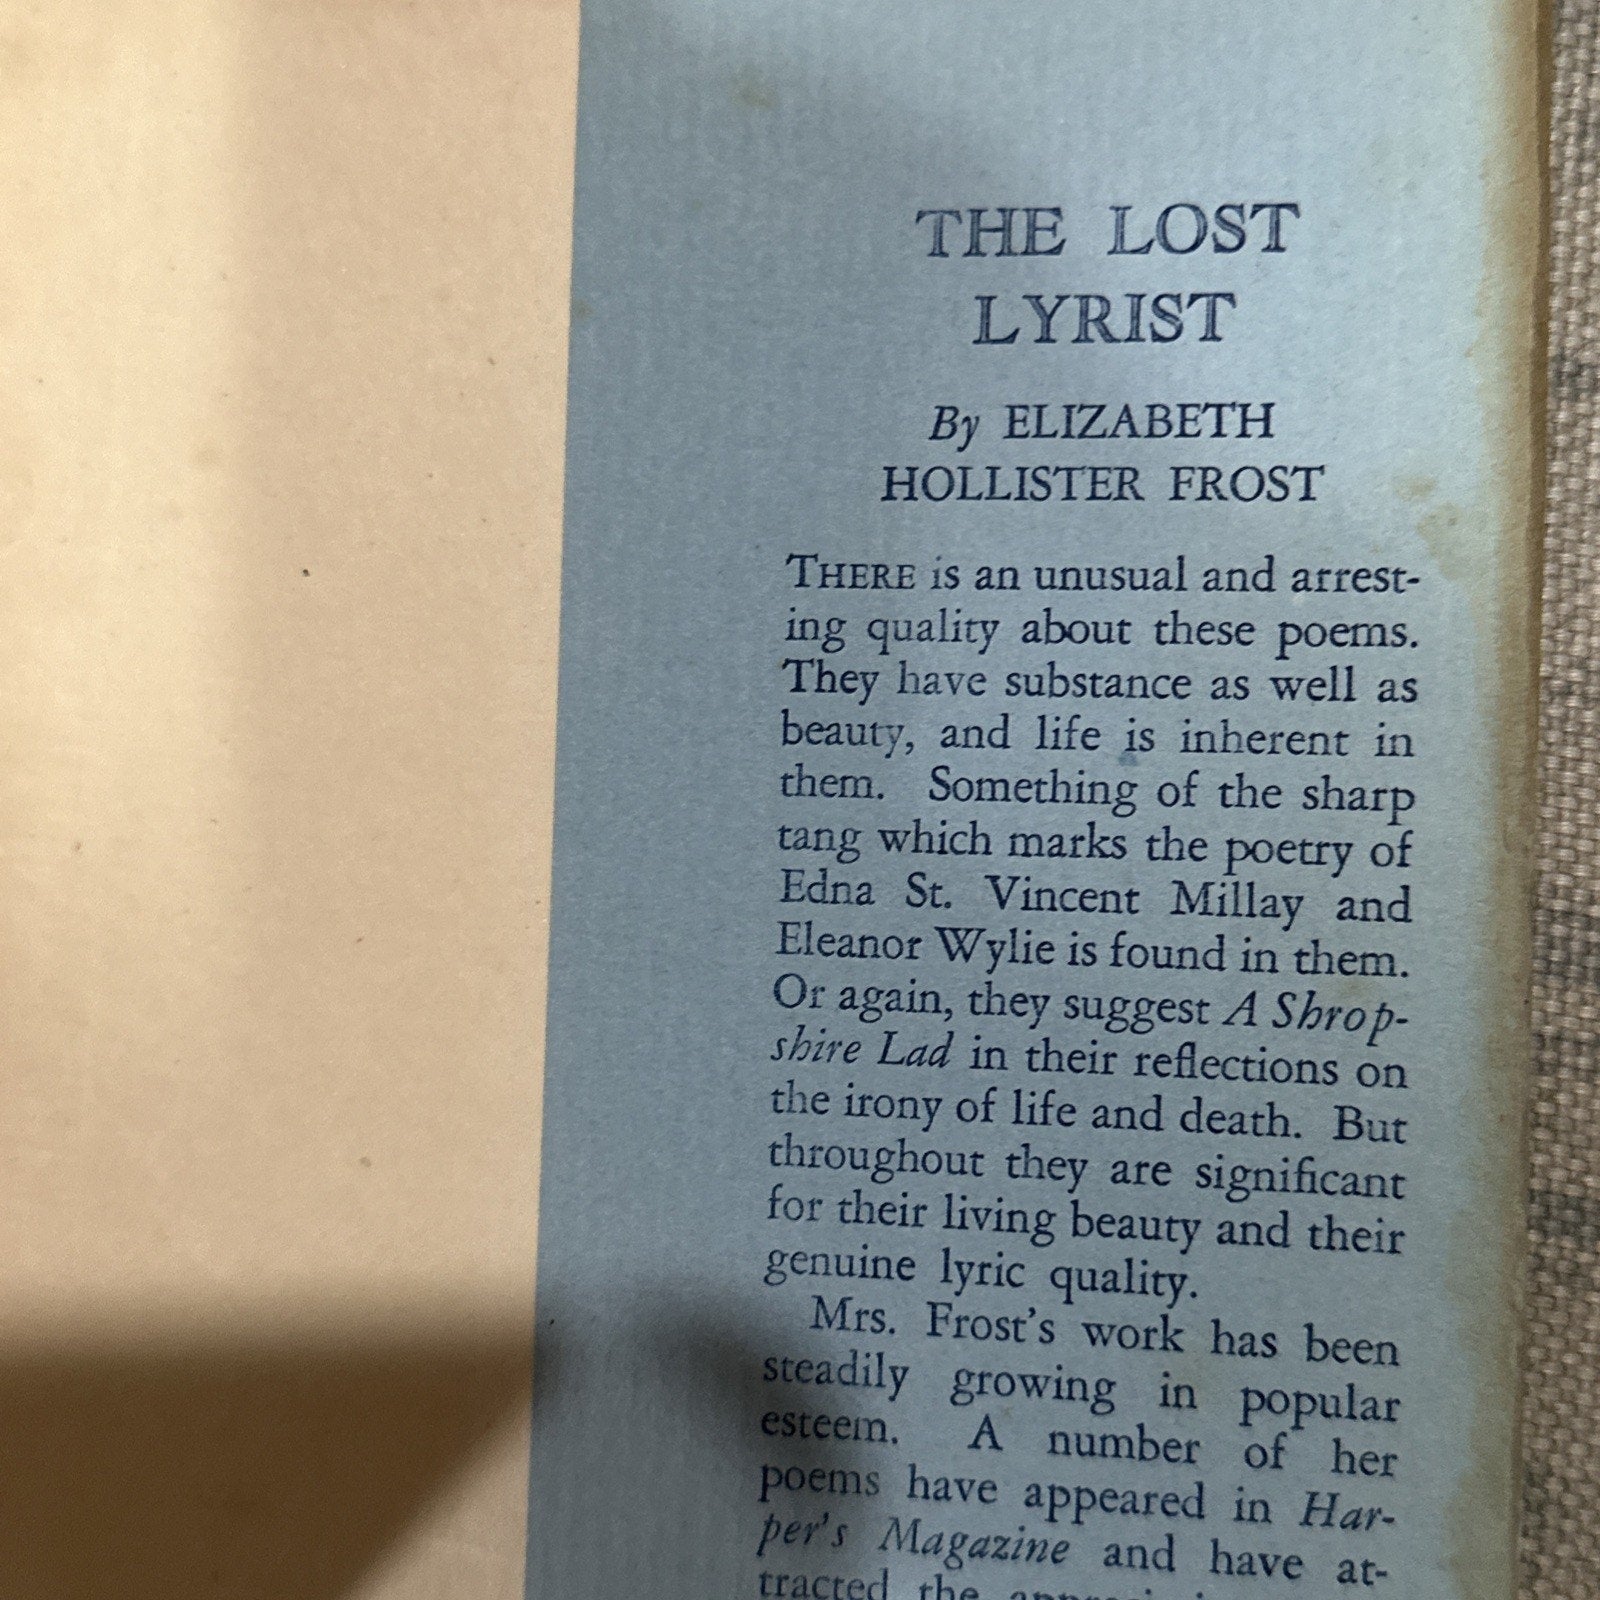 THE LOST
LYRIST
By ELIZABETH
HOLLISTER FROST
THERE is an unusual and arrest-
ing quality about these poems.
They have substance as well as
beauty, and life is inherent in
them. Something of the sharp
tang which marks the poetry of
Edna St. Vincent Millay and
Eleanor Wylie is found in them.
Or again, they suggest A Shrop-
shire Lad in their reflections on
the irony of life and death. But
throughout they are significant
for their living beauty and their
genuine lyric quality.
Mrs. Frost's work has been
steadily growing in popular
esteem. A number of her
poems have appeared in Har-
per's Magazine and have at-
tracted the